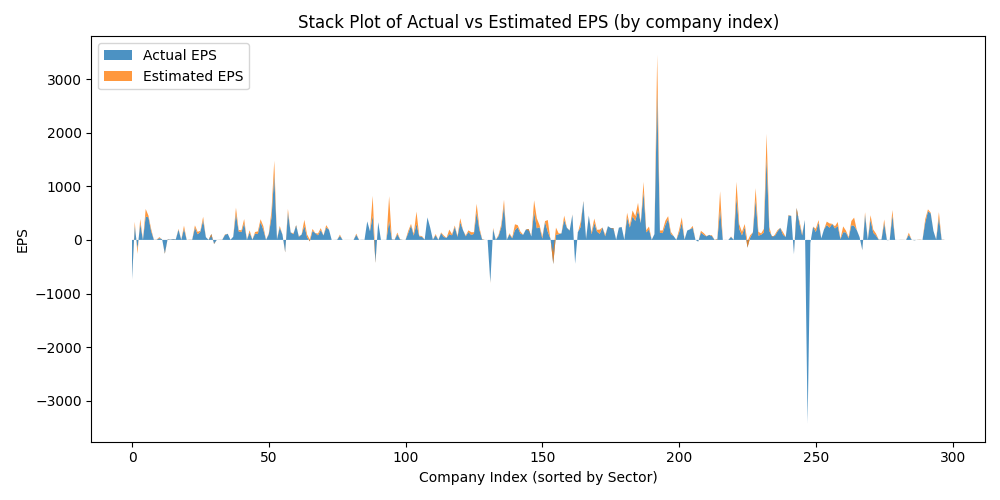 Stack Plot of Actual vs Estimated EPS (by company index)
Actual EPS
Estimated EPS
EPS
3000
2000
1000
0
−1000
−2000
−3000
0 50 100 150 200 250 300
Company Index (sorted by Sector)